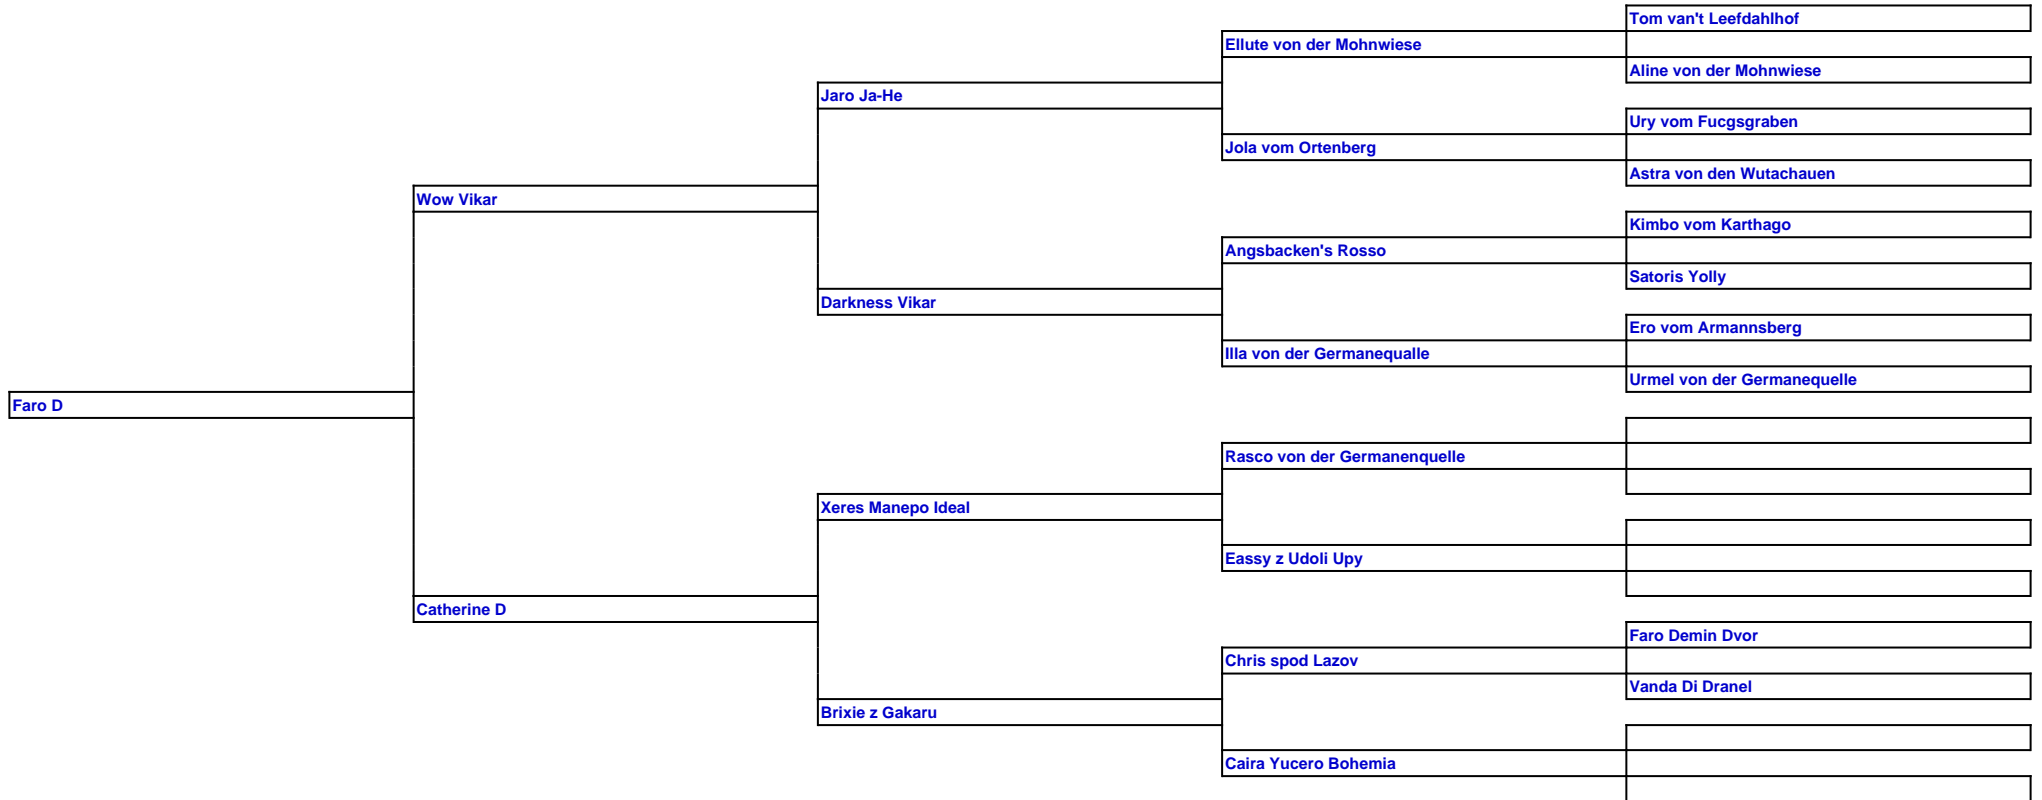 Tom van't Leefdahlhof
Ellute von der Mohnwiese
Aline von der Mohnwiese
Jaro Ja-He
Ury vom Fucgsgraben
Jola vom Ortenberg
Astra von den Wutachauen
Wow Vikar
Kimbo vom Karthago
Angsbacken's Rosso
Satoris Yolly
Darkness Vikar
Ero vom Armannsberg
Illa von der Germanequalle
Urmel von der Germanequelle
Faro D
Rasco von der Germanenquelle
Xeres Manepo Ideal
Eassy z Udoli Upy
Catherine D
Faro Demin Dvor
Chris spod Lazov
Vanda Di Dranel
Brixie z Gakaru
Caira Yucero Bohemia